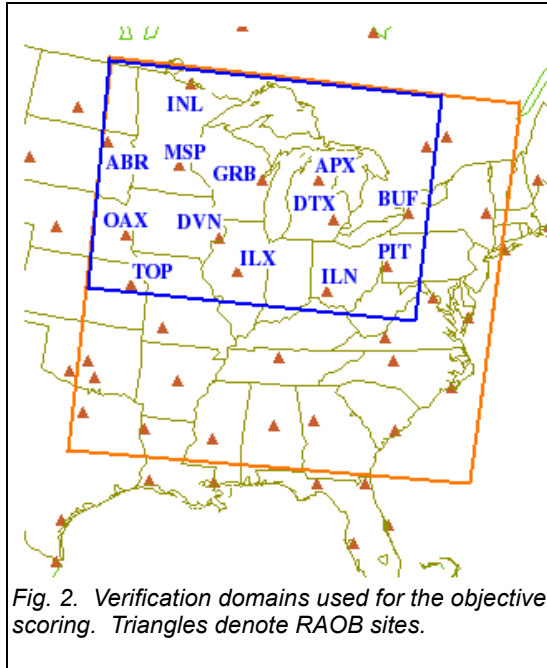 INL
ABR
MSP
GRB
APX
DTX
BUF
OAX
DVN
ILX
ILN
PIT
TOP
Fig. 2. Verification domains used for the objective
scoring. Triangles denote RAOB sites.